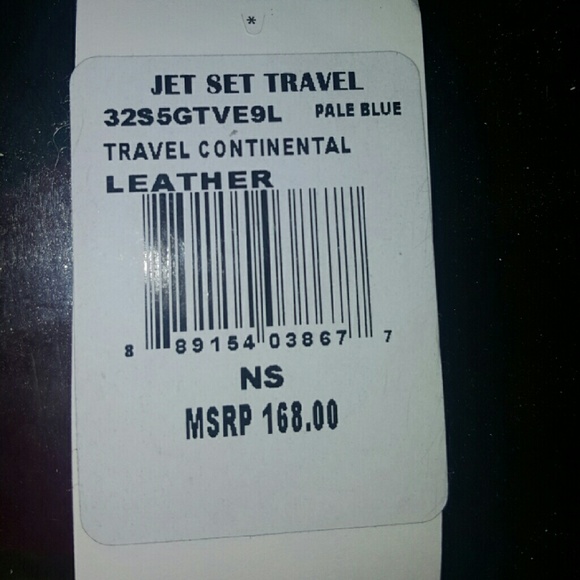 *
JET SET TRAVEL
32S5GTVE9L PALE BLUE
TRAVEL CONTINENTAL
LEATHER
8 89154 03867 7
NS
MSRP 168.00